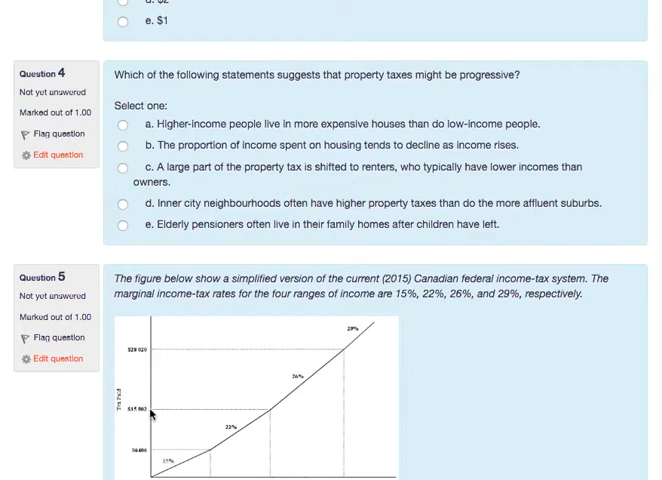 d. $2
e. $1
Question 4
Not yet answered
Marked out of 1.00
Flag question
Edit question
Which of the following statements suggests that property taxes might be progressive?
Select one:
a. Higher-income people live in more expensive houses than do low-income people.
b. The proportion of income spent on housing tends to decline as income rises.
c. A large part of the property tax is shifted to renters, who typically have lower incomes than
owners.
d. Inner city neighbourhoods often have higher property taxes than do the more affluent suburbs.
e. Elderly pensioners often live in their family homes after children have left.
Question 5
Not yet answered
Marked out of 1.00
Flag question
Edit question
The figure below show a simplified version of the current (2015) Canadian federal income-tax system. The
marginal income-tax rates for the four ranges of income are 15%, 22%, 26%, and 29%, respectively.
29%
26%
Tax Paid
22%
15%